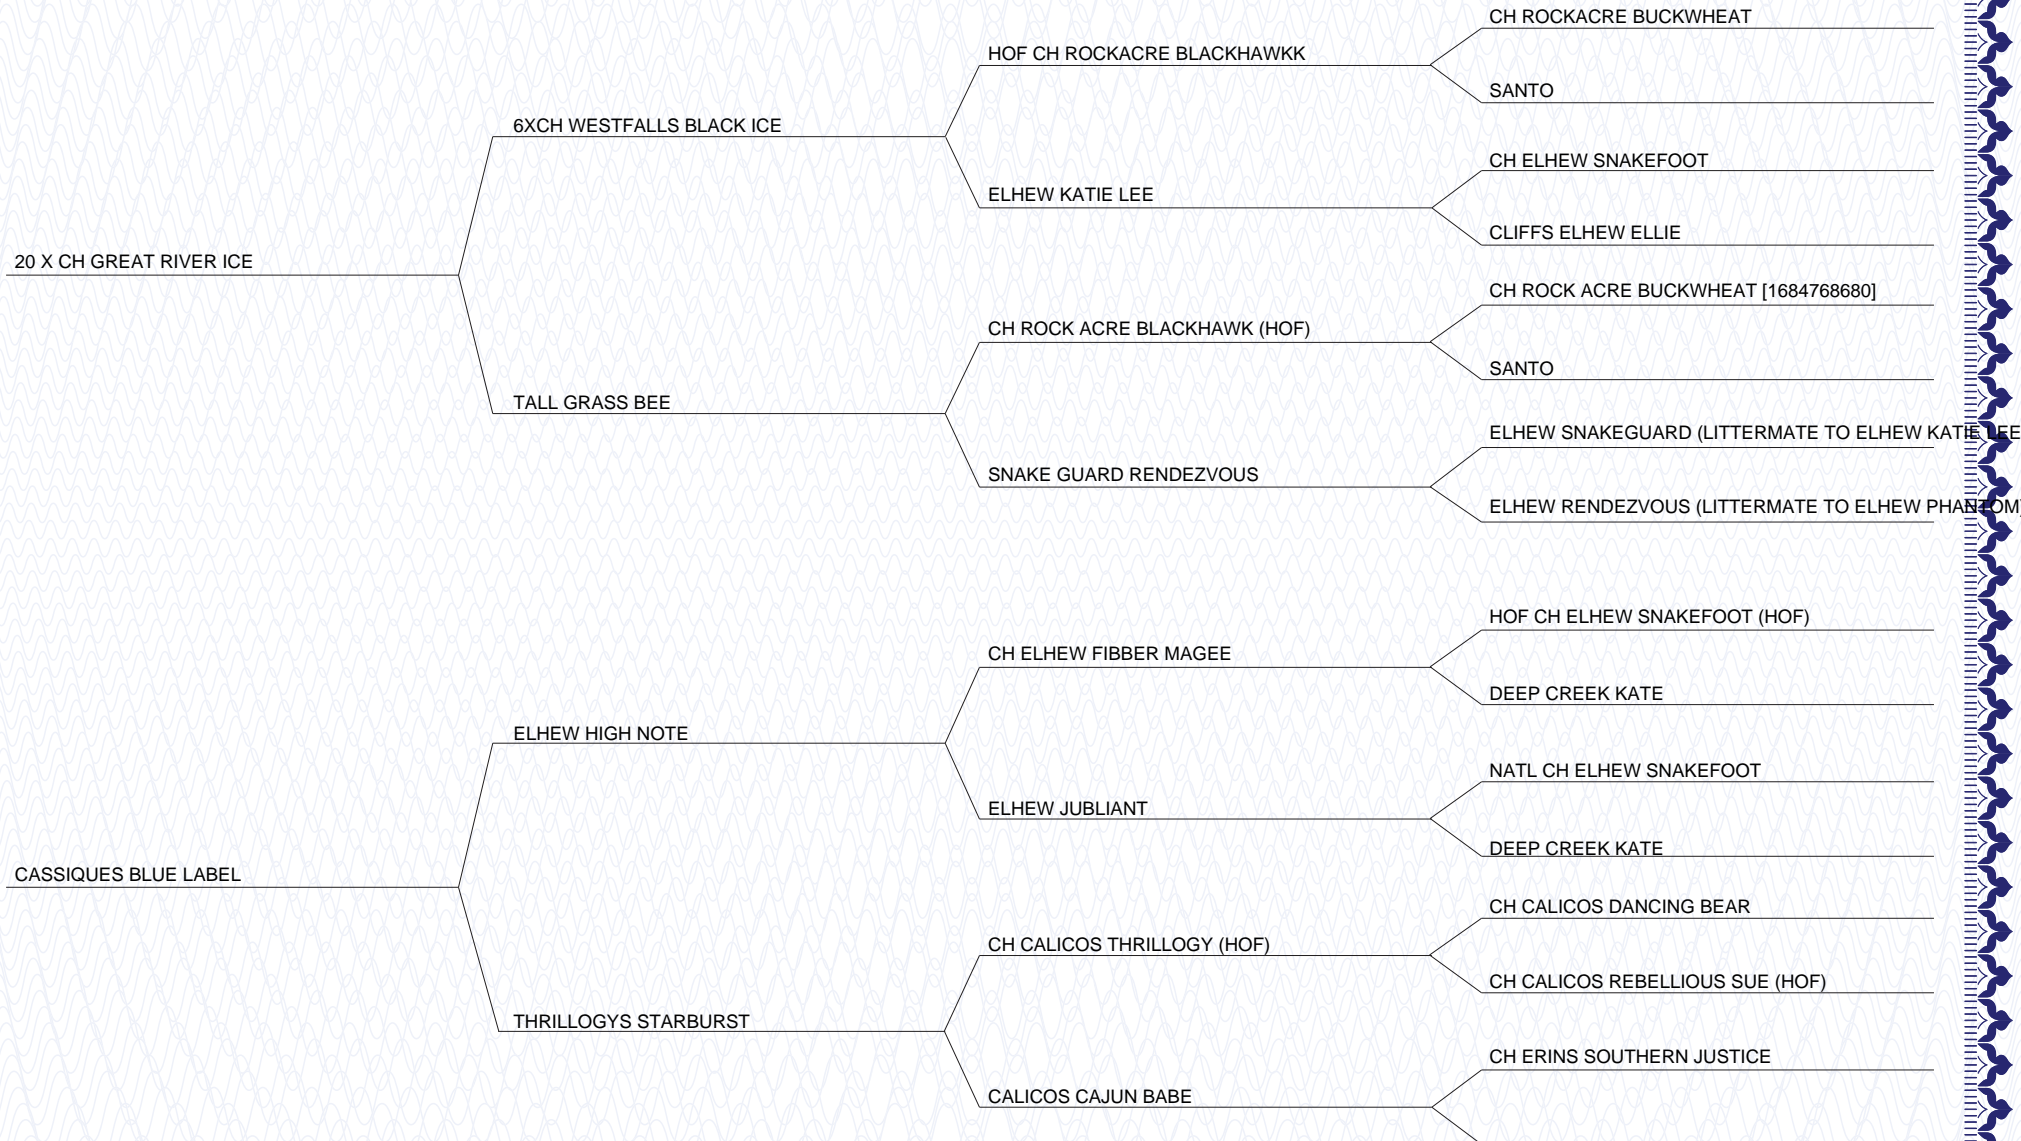 CH ROCKACRE BUCKWHEAT
HOF CH ROCKACRE BLACKHAWKK
SANTO
6XCH WESTFALLS BLACK ICE
CH ELHEW SNAKEFOOT
ELHEW KATIE LEE
CLIFFS ELHEW ELLIE
20 X CH GREAT RIVER ICE
CH ROCK ACRE BUCKWHEAT [1684768680]
CH ROCK ACRE BLACKHAWK (HOF)
SANTO
TALL GRASS BEE
ELHEW SNAKEGUARD (LITTERMATE TO ELHEW KATIE LEE
SNAKE GUARD RENDEZVOUS
ELHEW RENDEZVOUS (LITTERMATE TO ELHEW PHANTOM)
HOF CH ELHEW SNAKEFOOT (HOF)
CH ELHEW FIBBER MAGEE
DEEP CREEK KATE
ELHEW HIGH NOTE
NATL CH ELHEW SNAKEFOOT
ELHEW JUBLIANT
DEEP CREEK KATE
CASSIQUES BLUE LABEL
CH CALICOS DANCING BEAR
CH CALICOS THRILLOGY (HOF)
CH CALICOS REBELLIOUS SUE (HOF)
THRILLOGYS STARBURST
CH ERINS SOUTHERN JUSTICE
CALICOS CAJUN BABE